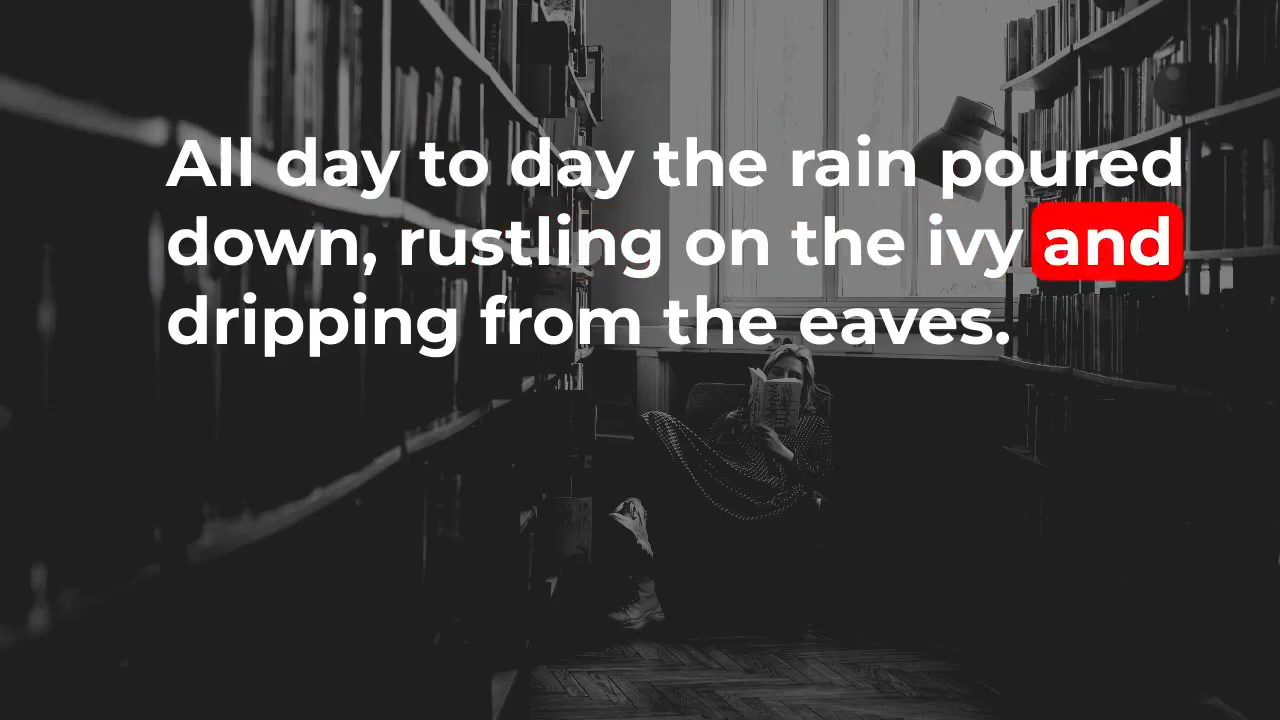 All day to day the rain poured
down, rustling on the ivy and
dripping from the eaves.